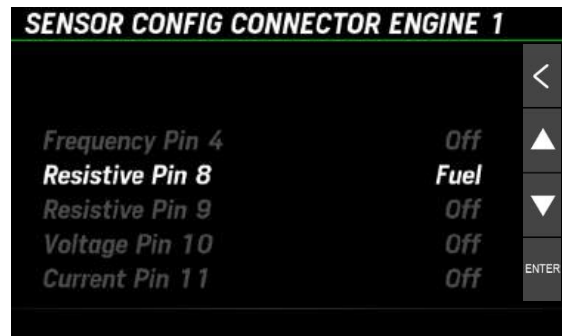 SENSOR CONFIG CONNECTOR ENGINE 1
Frequency Pin 4 Off
Resistive Pin 8 Fuel
Resistive Pin 9 Off
Voltage Pin 10 Off
Current Pin 11 Off
ENTER